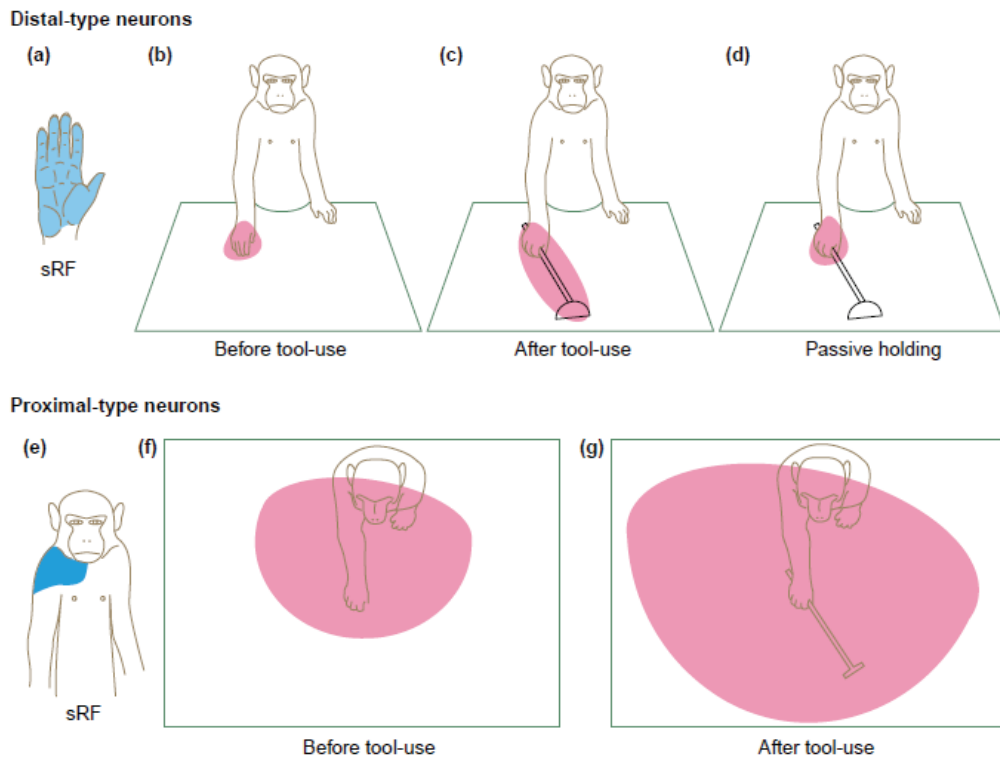 Distal-type neurons
(a)
(b)
(c)
(d)
sRF
Before tool-use
After tool-use
Passive holding
Proximal-type neurons
(e)
(f)
(g)
sRF
Before tool-use
After tool-use